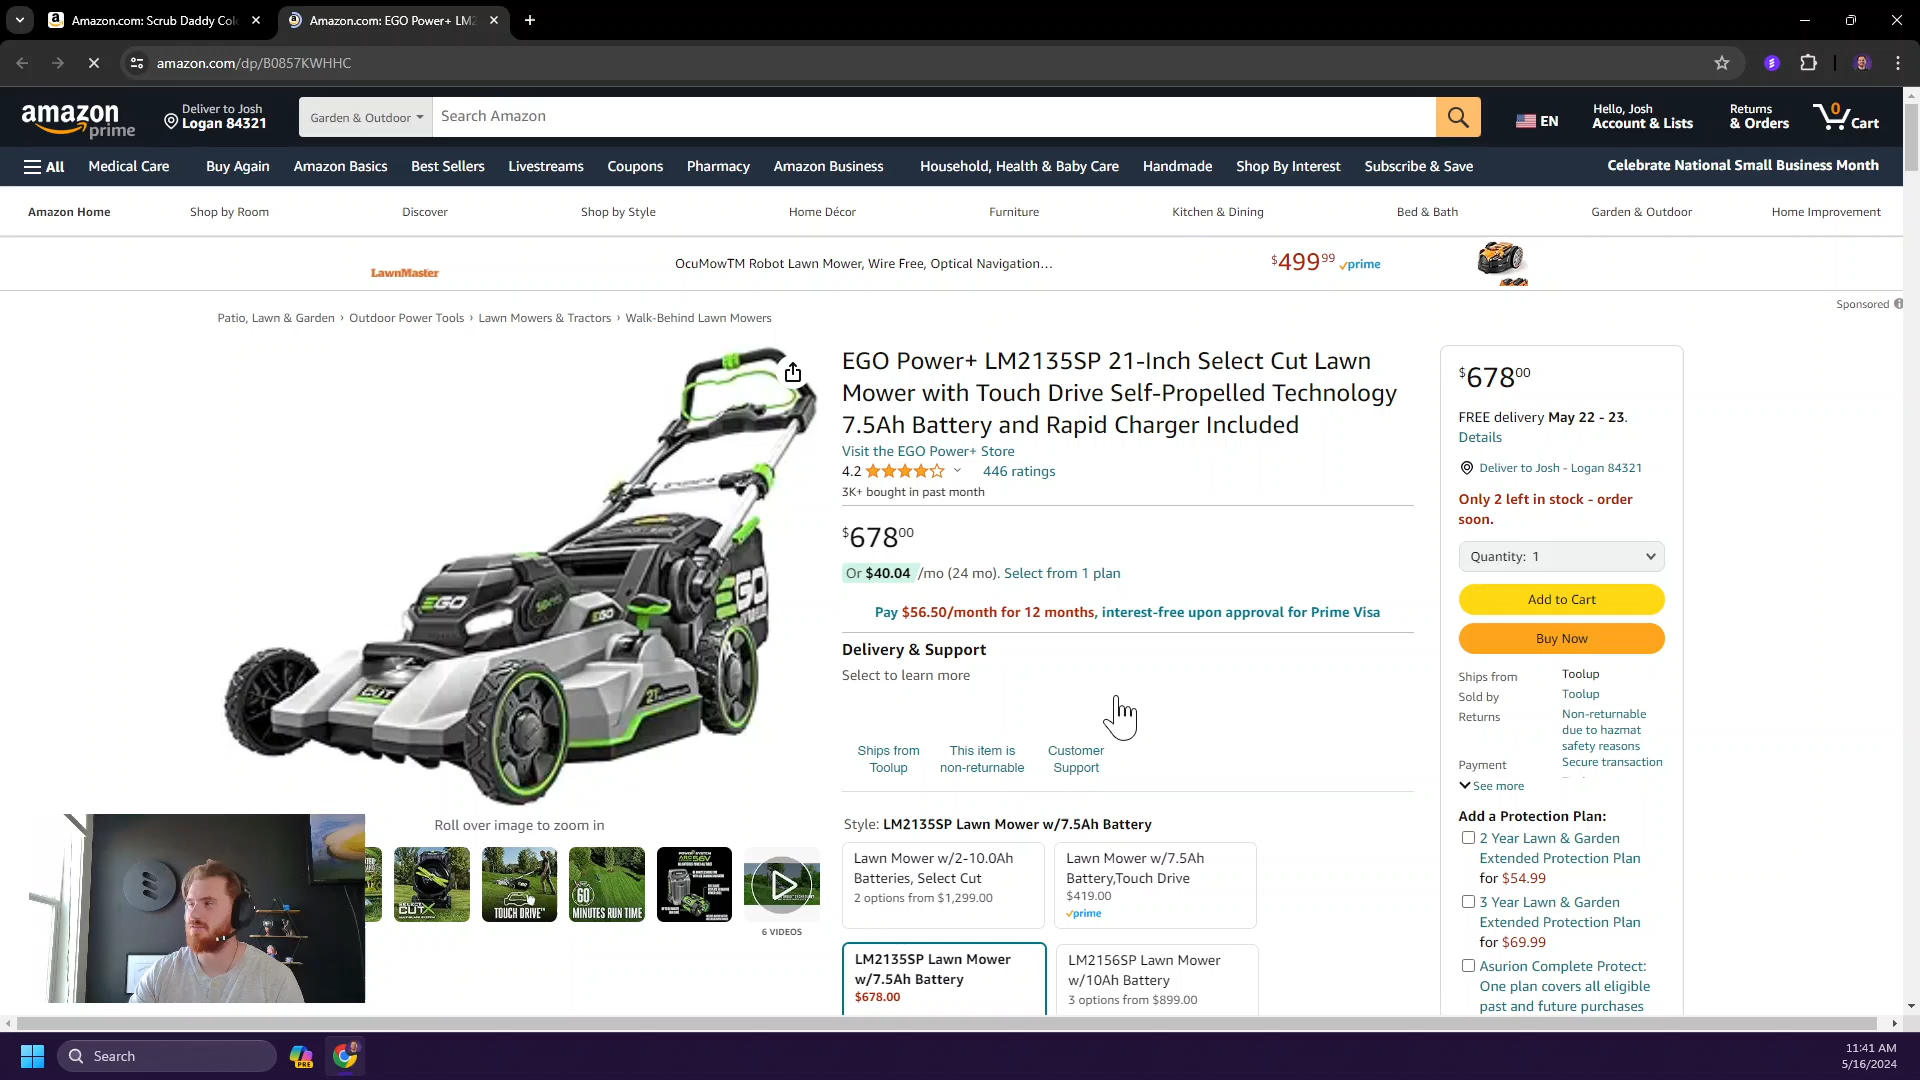 Amazon.com: Scrub Daddy Col
Amazon.com: EGO Power+ LM2
amazon.com/dp/B0857KWHHC
amazon
prime
Deliver to Josh
Logan 84321
Garden & Outdoor
Search Amazon
EN
Hello, Josh
Account & Lists
Returns
& Orders
0
Cart
All
Medical Care
Buy Again
Amazon Basics
Best Sellers
Livestreams
Coupons
Pharmacy
Amazon Business
Household, Health & Baby Care
Handmade
Shop By Interest
Subscribe & Save
Celebrate National Small Business Month
Amazon Home
Shop by Room
Discover
Shop by Style
Home Décor
Furniture
Kitchen & Dining
Bed & Bath
Garden & Outdoor
Home Improvement
LawnMaster
OcuMowTM Robot Lawn Mower, Wire Free, Optical Navigation…
$499 99 prime
Sponsored
Patio, Lawn & Garden › Outdoor Power Tools › Lawn Mowers & Tractors › Walk-Behind Lawn Mowers
EGO
EGO
EGO
CUT
21
Roll over image to zoom in
SELECT
CUT
TOUCH DRIVE
60
MINUTES RUN TIME
POWER SYSTEM
ARC 56V
6 VIDEOS
EGO Power+ LM2135SP 21-Inch Select Cut Lawn
Mower with Touch Drive Self-Propelled Technology
7.5Ah Battery and Rapid Charger Included
Visit the EGO Power+ Store
4.2
446 ratings
3K+ bought in past month
$678 00
Or $40.04 /mo (24 mo). Select from 1 plan
Pay $56.50/month for 12 months, interest-free upon approval for Prime Visa
Delivery & Support
Select to learn more
Ships from
Toolup
This item is
non-returnable
Customer
Support
Style: LM2135SP Lawn Mower w/7.5Ah Battery
Lawn Mower w/2-10.0Ah
Batteries, Select Cut
2 options from $1,299.00
Lawn Mower w/7.5Ah
Battery,Touch Drive
$419.00
prime
LM2135SP Lawn Mower
w/7.5Ah Battery
$678.00
LM2156SP Lawn Mower
w/10Ah Battery
3 options from $899.00
$678 00
FREE delivery May 22 - 23.
Details
Deliver to Josh - Logan 84321
Only 2 left in stock - order
soon.
Quantity: 1
Add to Cart
Buy Now
Ships from
Toolup
Sold by
Toolup
Returns
Non-returnable
due to hazmat
safety reasons
Payment
Secure transaction
See more
Add a Protection Plan:
2 Year Lawn & Garden
Extended Protection Plan
for $54.99
3 Year Lawn & Garden
Extended Protection Plan
for $69.99
Asurion Complete Protect:
One plan covers all eligible
past and future purchases
Search
PRE
11:41 AM
5/16/2024